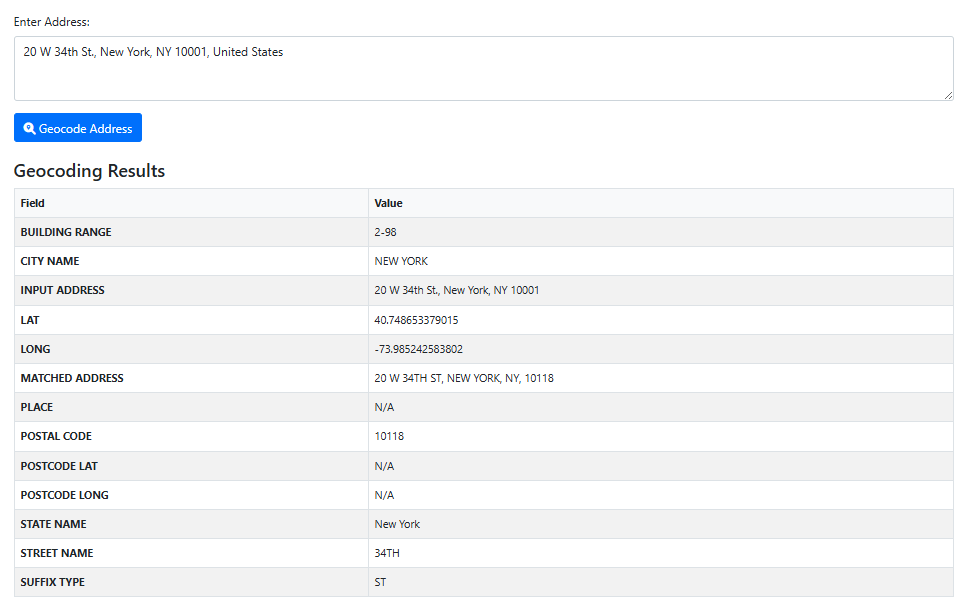 Enter Address:
20 W 34th St., New York, NY 10001, United States
Geocode Address
Geocoding Results
Field Value
BUILDING RANGE 2-98
CITY NAME NEW YORK
INPUT ADDRESS 20 W 34th St., New York, NY 10001
LAT 40.748653379015
LONG -73.985242583802
MATCHED ADDRESS 20 W 34TH ST, NEW YORK, NY, 10118
PLACE N/A
POSTAL CODE 10118
POSTCODE LAT N/A
POSTCODE LONG N/A
STATE NAME New York
STREET NAME 34TH
SUFFIX TYPE ST